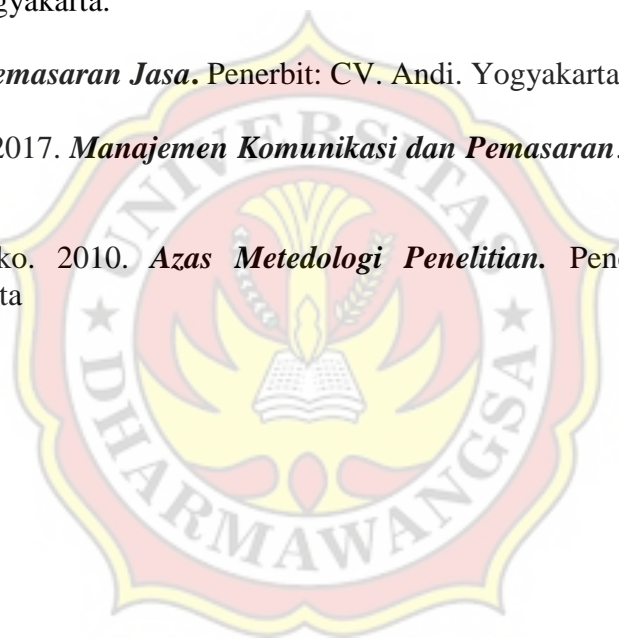 gyakarta.
emasaran Jasa. Penerbit: CV. Andi. Yogyakarta
2017. Manajemen Komunikasi dan Pemasaran.
ko. 2010. Azas Metedologi Penelitian. Pen
ta
UNIVERSITAS
DHARMAWANGSA